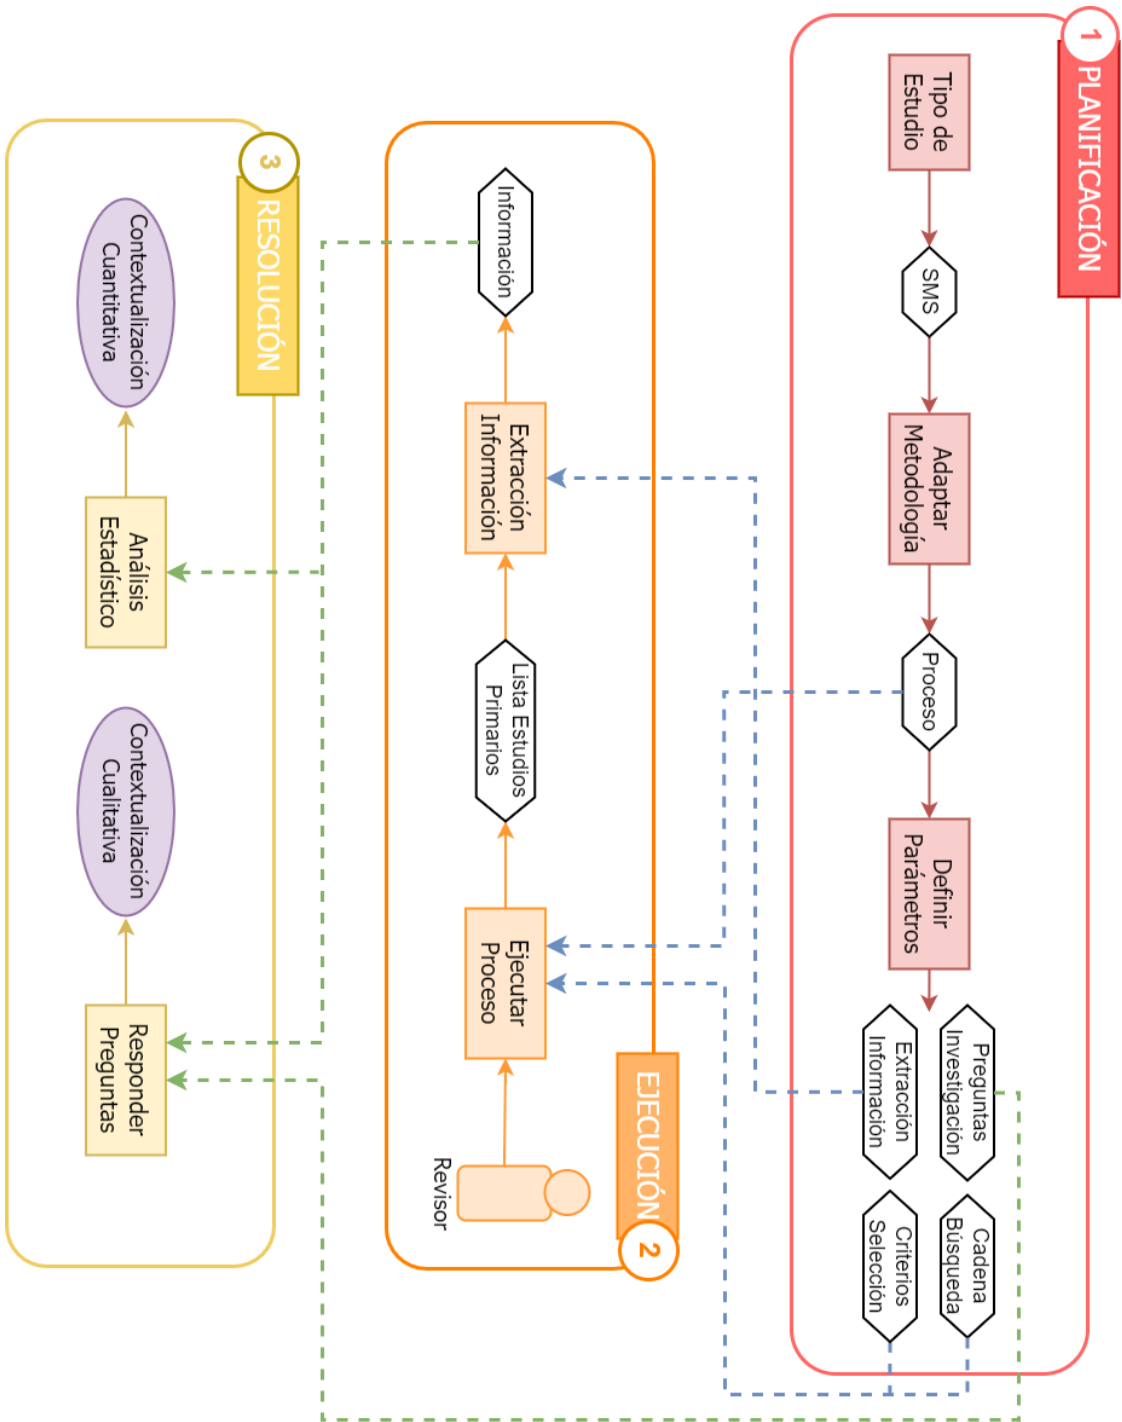 1
PLANIFICACIÓN
Tipo de
Estudio
SMS
Adaptar
Metodología
Proceso
Definir
Parámetros
Preguntas
Investigación
Cadena
Búsqueda
Extracción
Información
Criterios
Selección
EJECUCIÓN
2
Información
Extracción
Información
Lista Estudios
Primarios
Ejecutar
Proceso
Revisor
3
RESOLUCIÓN
Contextualización
Cuantitativa
Análisis
Estadístico
Contextualización
Cualitativa
Responder
Preguntas